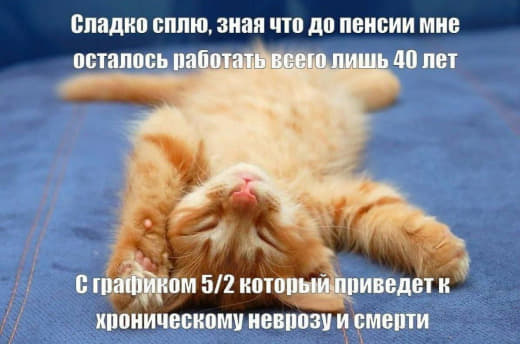 Сладко сплю, зная что до пенсии мне
осталось работать всего лишь 40 лет
С графиком 5/2 который приведет к
хроническому неврозу и смерти